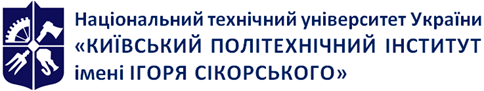 Національний технічний університет України
«КИЇВСЬКИЙ ПОЛІТЕХНІЧНИЙ ІНСТИТУТ
імені ІГОРЯ СІКОРСЬКОГО»